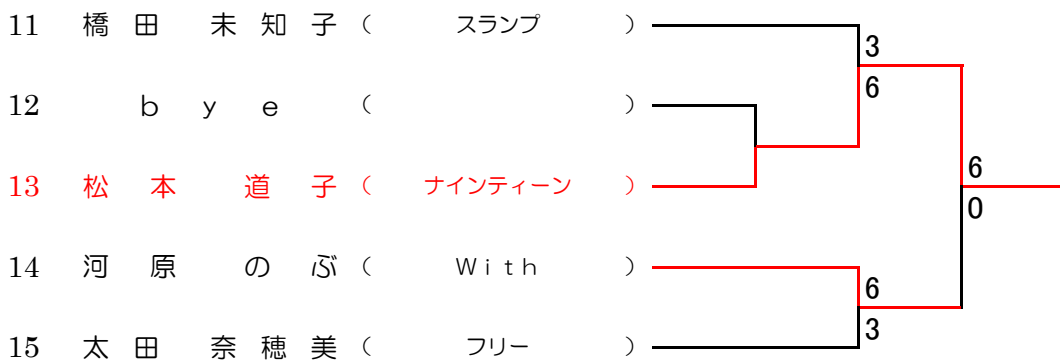 11 橋田 未知子 ( スランプ )
3
6
12 ｂｙｅ ( )
13 松本 道子 ( ナインティーン )
6
0
14 河原 のぶ ( Ｗｉｔｈ )
6
3
15 太田 奈穂美 ( フリー )